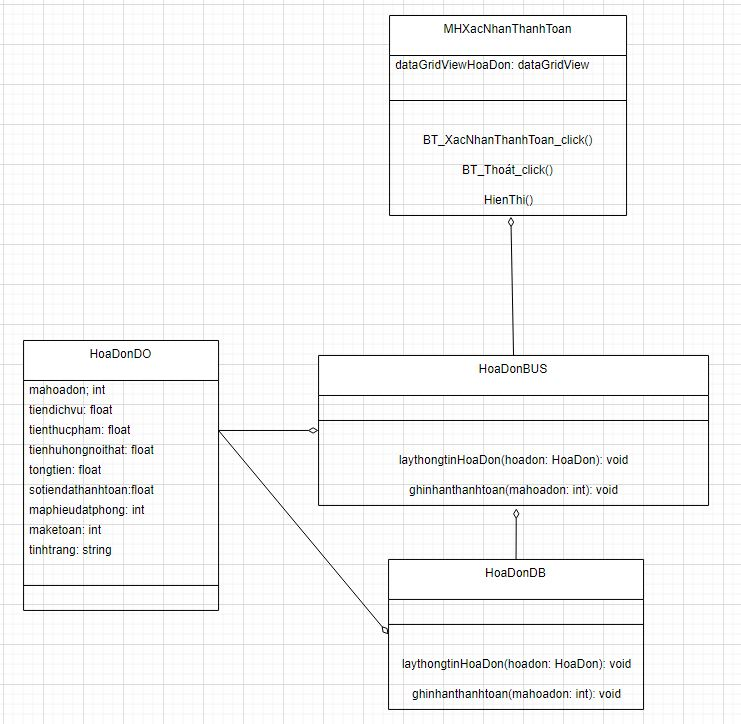 MHXacNhanThanhToan
dataGridViewHoaDon: dataGridView
BT_XacNhanThanhToan_click()
BT_Thoát_click()
HienThi()
HoaDonDO
mahoadon; int
tiendichvu: float
tienthucpham: float
tienhuhongnoithat: float
tongtien: float
sotiendathanhtoan:float
maphieudatphong: int
maketoan: int
tinhtrang: string
HoaDonBUS
laythongtinHoaDon(hoadon: HoaDon): void
ghinhanthanhtoan(mahoadon: int): void
HoaDonDB
laythongtinHoaDon(hoadon: HoaDon): void
ghinhanthanhtoan(mahoadon: int): void